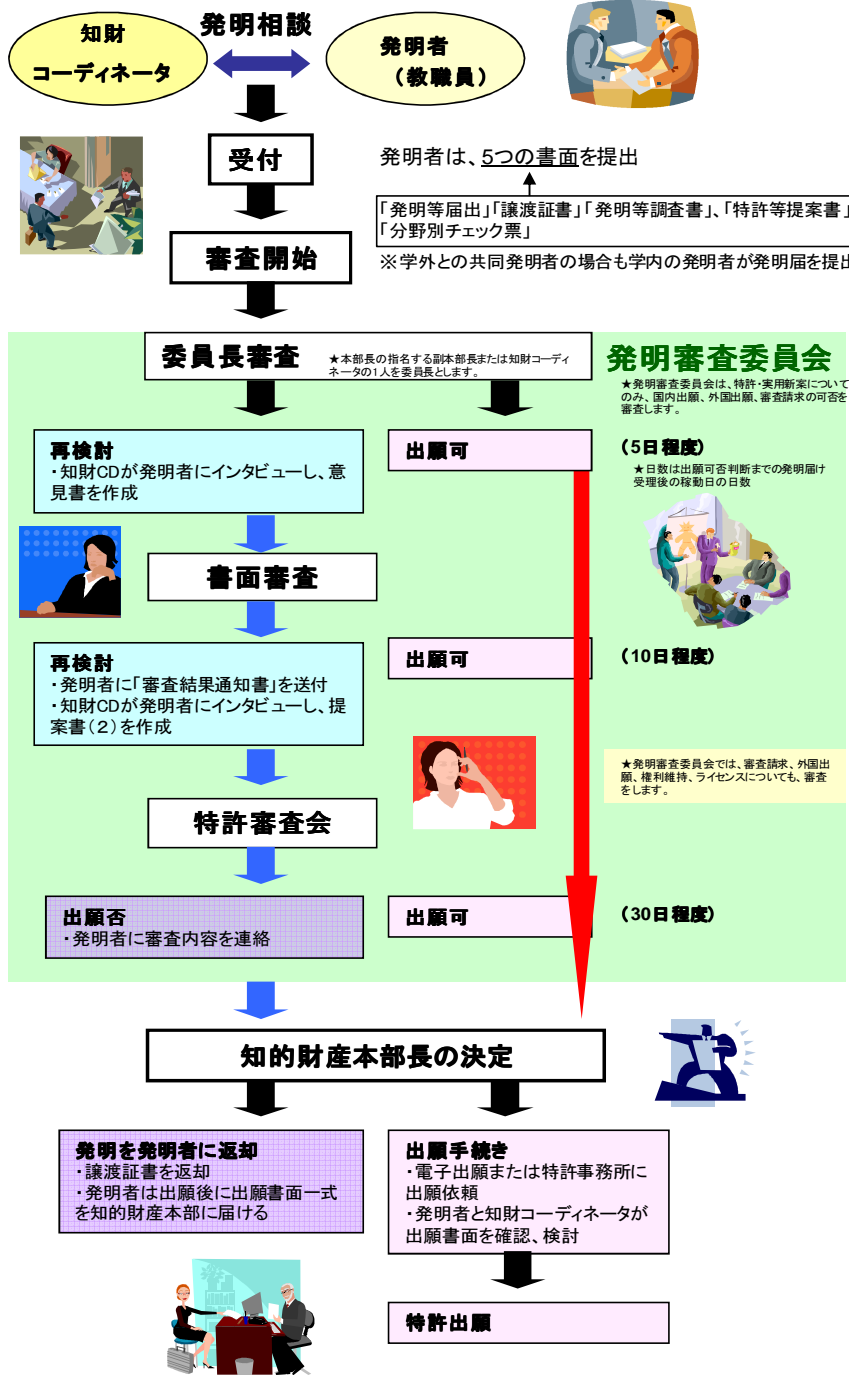 知財
コーディネータ
発明相談
発明者
（教職員）
受付
発明者は、5つの書面を提出
「発明等届出」「譲渡証書」「発明等調査書」、「特許等提案書」
「分野別チェック票」
※学外との共同発明者の場合も学内の発明者が発明届を提出
審査開始
委員長審査
★本部長の指名する副本部長または知財コーディ
ネータの1人を委員長とします。
発明審査委員会
★発明審査委員会は、特許・実用新案について
のみ、国内出願、外国出願、審査請求の可否を
審査します。
再検討
・知財CDが発明者にインタビューし、意
見書を作成
出願可
（5日程度）
★日数は出願可否判断までの発明届け
受理後の稼動日の日数
書面審査
再検討
・発明者に「審査結果通知書」を送付
・知財CDが発明者にインタビューし、提
案書（２）を作成
出願可
（10日程度）
★発明審査委員会では、審査請求、外国出
願、権利維持、ライセンスについても、審査
をします。
特許審査会
出願否
・発明者に審査内容を連絡
出願可
（30日程度）
知的財産本部長の決定
発明を発明者に返却
・譲渡証書を返却
・発明者は出願後に出願書面一式
を知的財産本部に届ける
出願手続き
・電子出願または特許事務所に
出願依頼
・発明者と知財コーディネータが
出願書面を確認、検討
特許出願